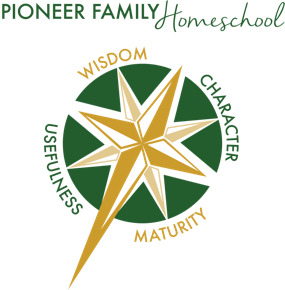 PIONEER FAMILY Homeschool
WISDOM
CHARACTER
USEFULNESS
MATURITY